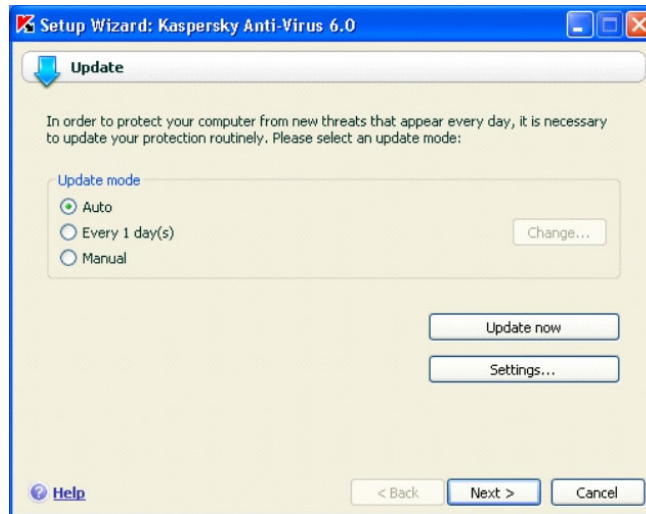 Setup Wizard: Kaspersky Anti-Virus 6.0
Update
In order to protect your computer from new threats that appear every day, it is necessary
to update your protection routinely. Please select an update mode:
Update mode
Auto
Every 1 day(s)
Change...
Manual
Update now
Settings...
Help
< Back
Next >
Cancel